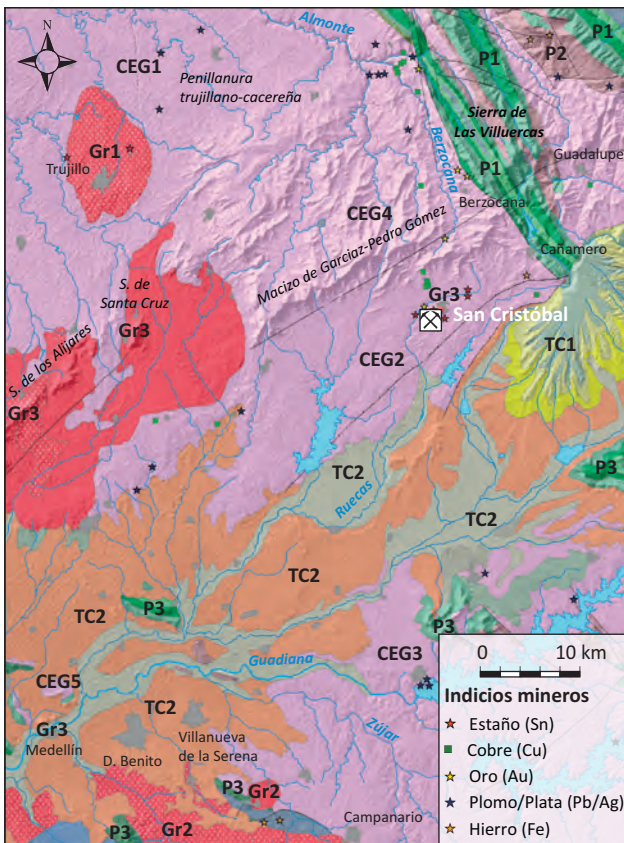 N
Almonte
P1
P2
P1
CEG1
Penillanura
trujillano-cacereña
P1
Sierra de
Las Villuercas
Gr1
Trujillo
Berzocana
Guadalupe
P1
Berzocana
CEG4
Macizo de Garciaz-Pedro Gómez
Cañamero
S. de
Santa Cruz
Gr3
Gr3
San Cristóbal
S. de los Alijares
CEG2
TC1
Gr3
TC2
Ruecas
P3
TC2
TC2
TC2
P3
P3
CEG3
0 10 km
Guadiana
CEG5
TC2
Indicios mineros
Gr3
Medellín
Villanueva
de la Serena
Zújar
Estaño (Sn)
D. Benito
Cobre (Cu)
Oro (Au)
P3
Gr2
Plomo/Plata (Pb/Ag)
P3
Gr2
Campanario
Hierro (Fe)